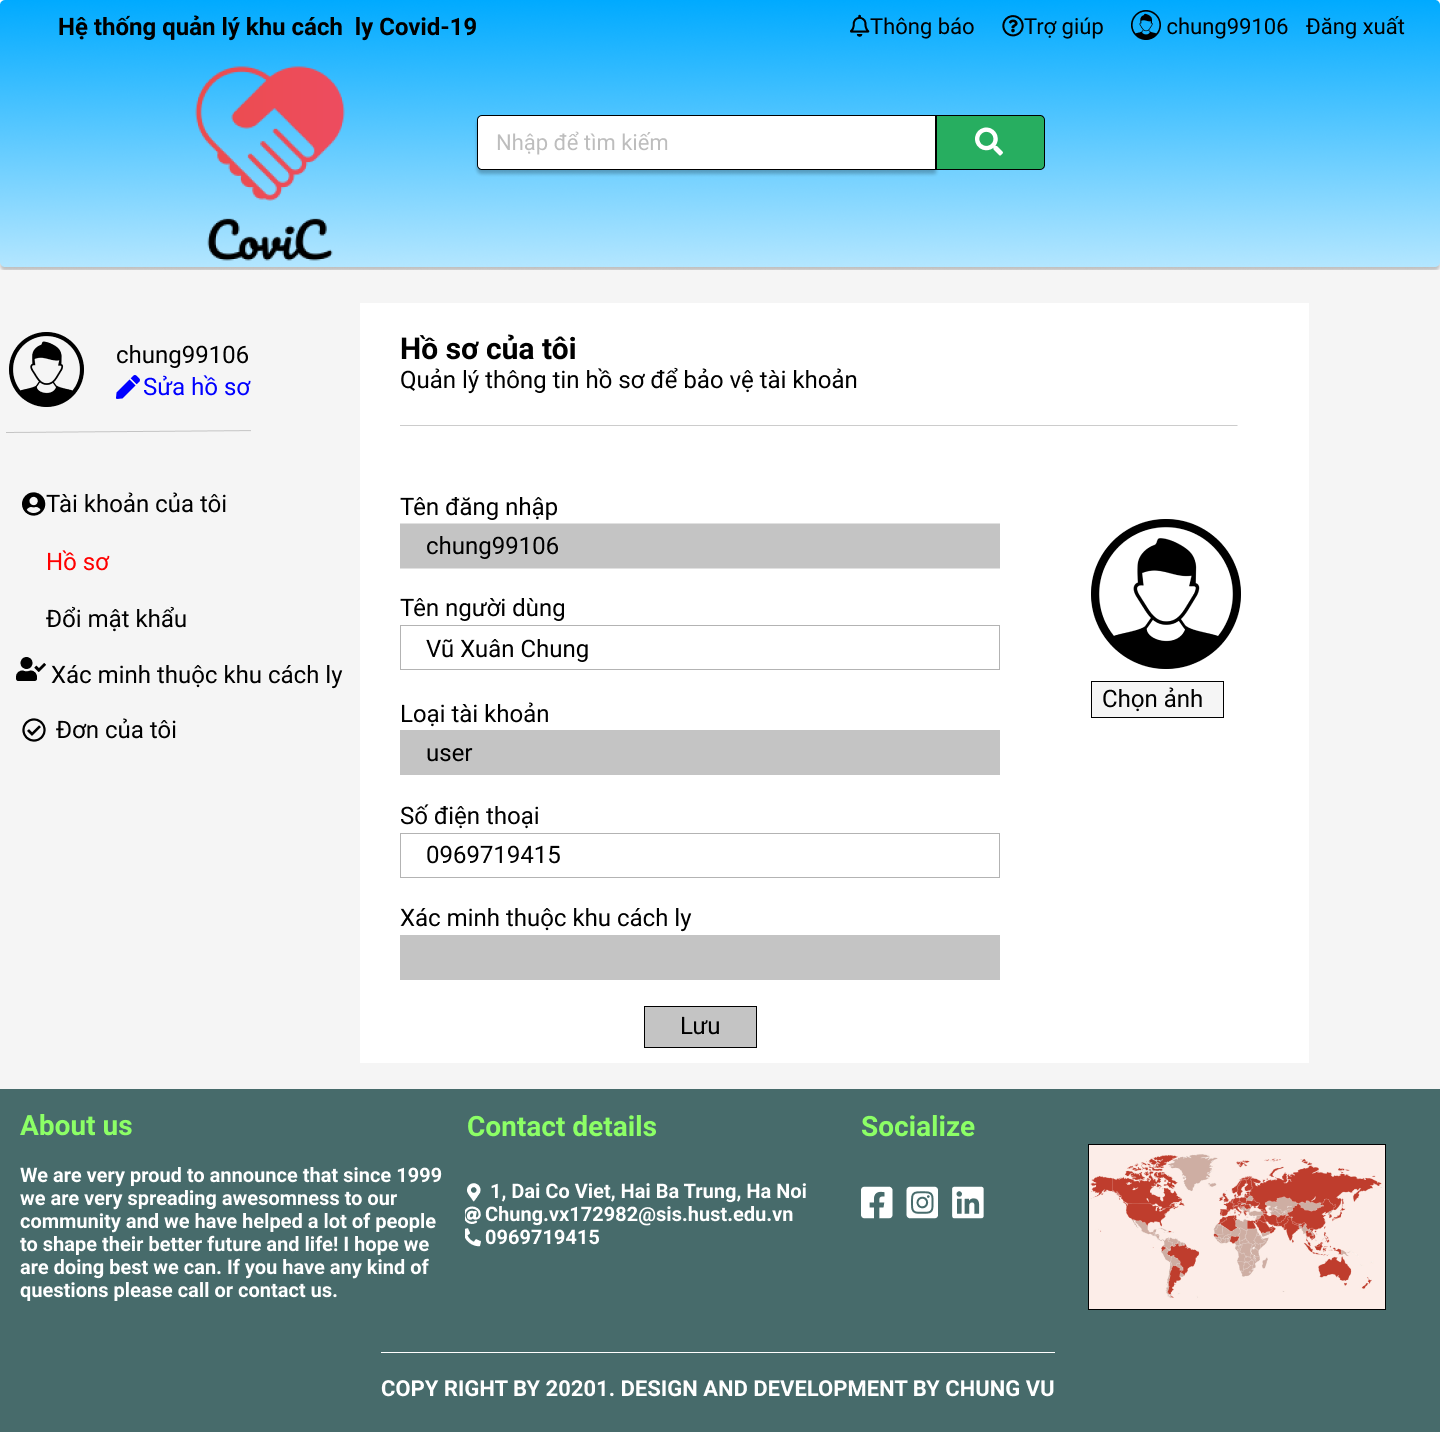 Hệ thống quản lý khu cách  ly Covid-19
Thông báo
Trợ giúp
chung99106
Đăng xuất
Nhập để tìm kiếm
CoviC
chung99106
Sửa hồ sơ
Tài khoản của tôi
Hồ sơ
Đổi mật khẩu
Xác minh thuộc khu cách ly
Đơn của tôi
Hồ sơ của tôi
Quản lý thông tin hồ sơ để bảo vệ tài khoản
Tên đăng nhập
chung99106
Tên người dùng
Vũ Xuân Chung
Loại tài khoản
user
Số điện thoại
0969719415
Xác minh thuộc khu cách ly
Lưu
Chọn ảnh
About us
We are very proud to announce that since 1999
we are very spreading awesomness to our
community and we have helped a lot of people
to shape their better future and life! I hope we
are doing best we can. If you have any kind of
questions please call or contact us.
Contact details
1, Dai Co Viet, Hai Ba Trung, Ha Noi
Chung.vx172982@sis.hust.edu.vn
0969719415
Socialize
COPY RIGHT BY 20201. DESIGN AND DEVELOPMENT BY CHUNG VU